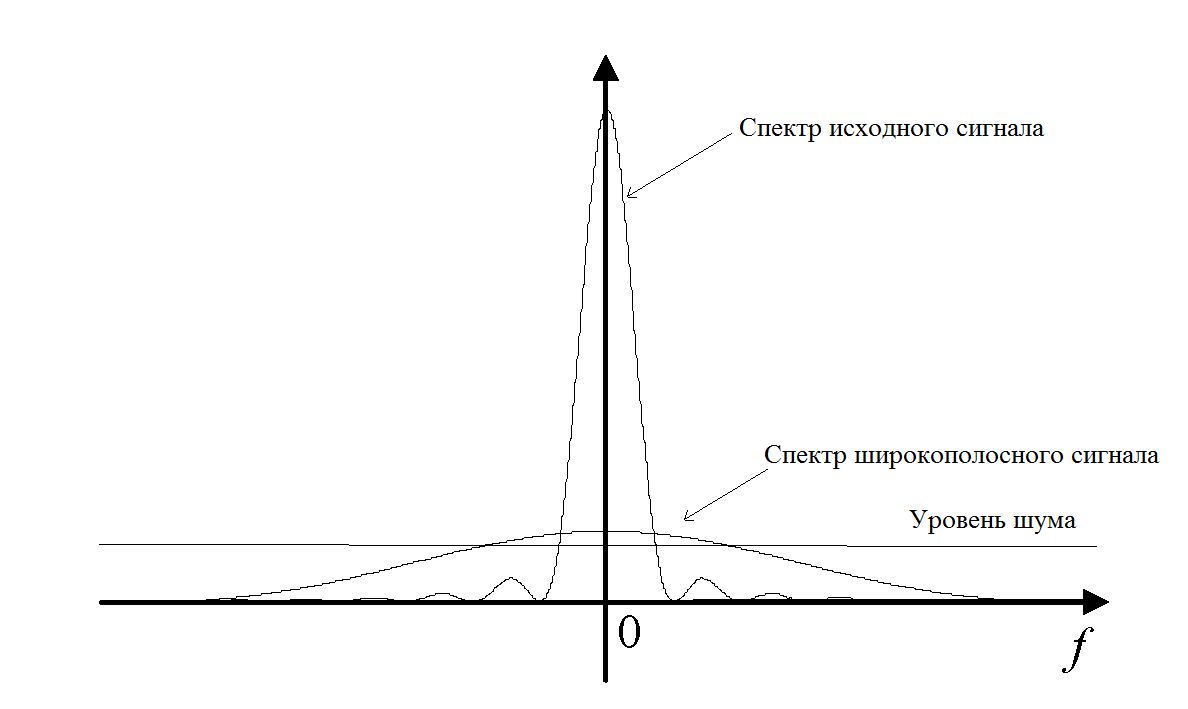 Спектр исходного сигнала
Спектр широкополосного сигнала
Уровень шума
0
f